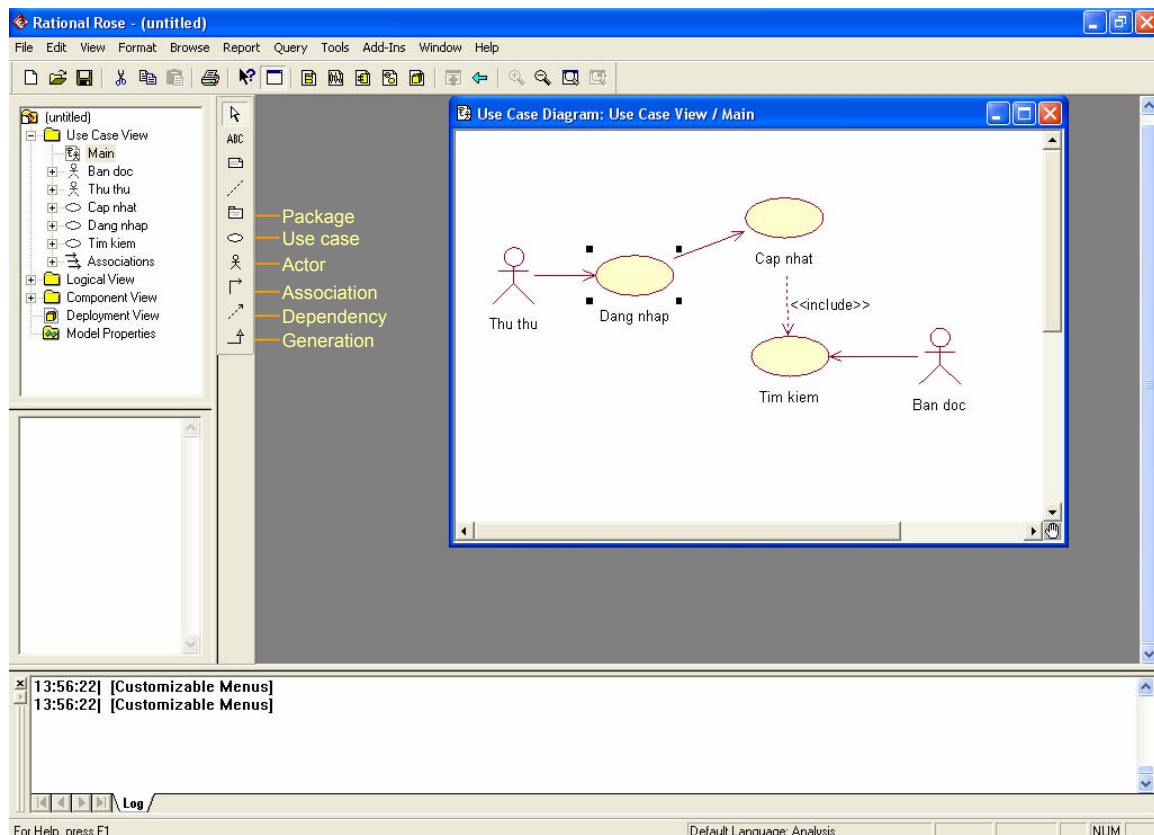 Rational Rose - (untitled)
File Edit View Format Browse Report Query Tools Add-Ins Window Help
(untitled)
Use Case View
Main
Ban doc
Thu thu
Cap nhat
Dang nhap
Tim kiem
Associations
Logical View
Component View
Deployment View
Model Properties
ABC
Package
Use case
Actor
Association
Dependency
Generation
Use Case Diagram: Use Case View / Main
Cap nhat
Thu thu
Dang nhap
<<include>>
Tim kiem
Ban doc
13:56:22| [Customizable Menus]
13:56:22| [Customizable Menus]
Log
For Help, press F1
Default Language: Analysis
NUM